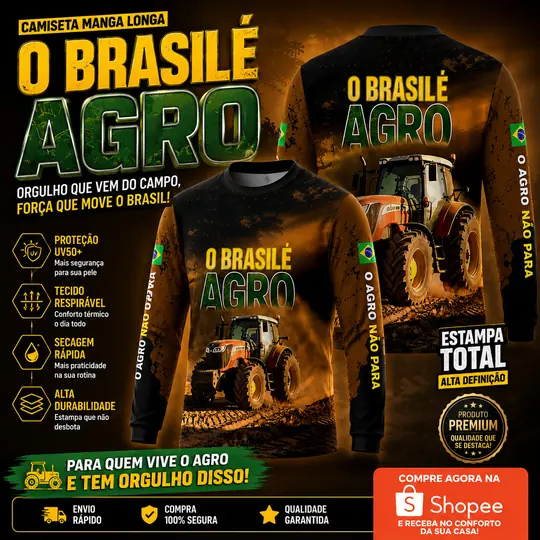 CAMISETA MANGA LONGA
O BRASILÉ
AGRO
ORGULHO QUE VEM DO CAMPO,
FORÇA QUE MOVE O BRASIL!
UV
PROTEÇÃO
UV50+
Mais segurança
para sua pele
TECIDO
RESPIRÁVEL
Conforto térmico
o dia todo
SECAGEM
RÁPIDA
Mais praticidade
na sua rotina
ALTA
DURABILIDADE
Estampa que não
desbota
O BRASILÉ
AGRO
O AGRO NÃO PARA
O BRASILÉ
AGRO
O AGRO NÃO PARA
ESTAMPA
TOTAL
ALTA DEFINIÇÃO
PRODUTO
PREMIUM
QUALIDADE QUE
SE DESTACA!
PARA QUEM VIVE O AGRO
E TEM ORGULHO DISSO!
ENVIO
RÁPIDO
COMPRA
100% SEGURA
QUALIDADE
GARANTIDA
COMPRE AGORA NA
Shopee
E RECEBA NO CONFORTO
DA SUA CASA!